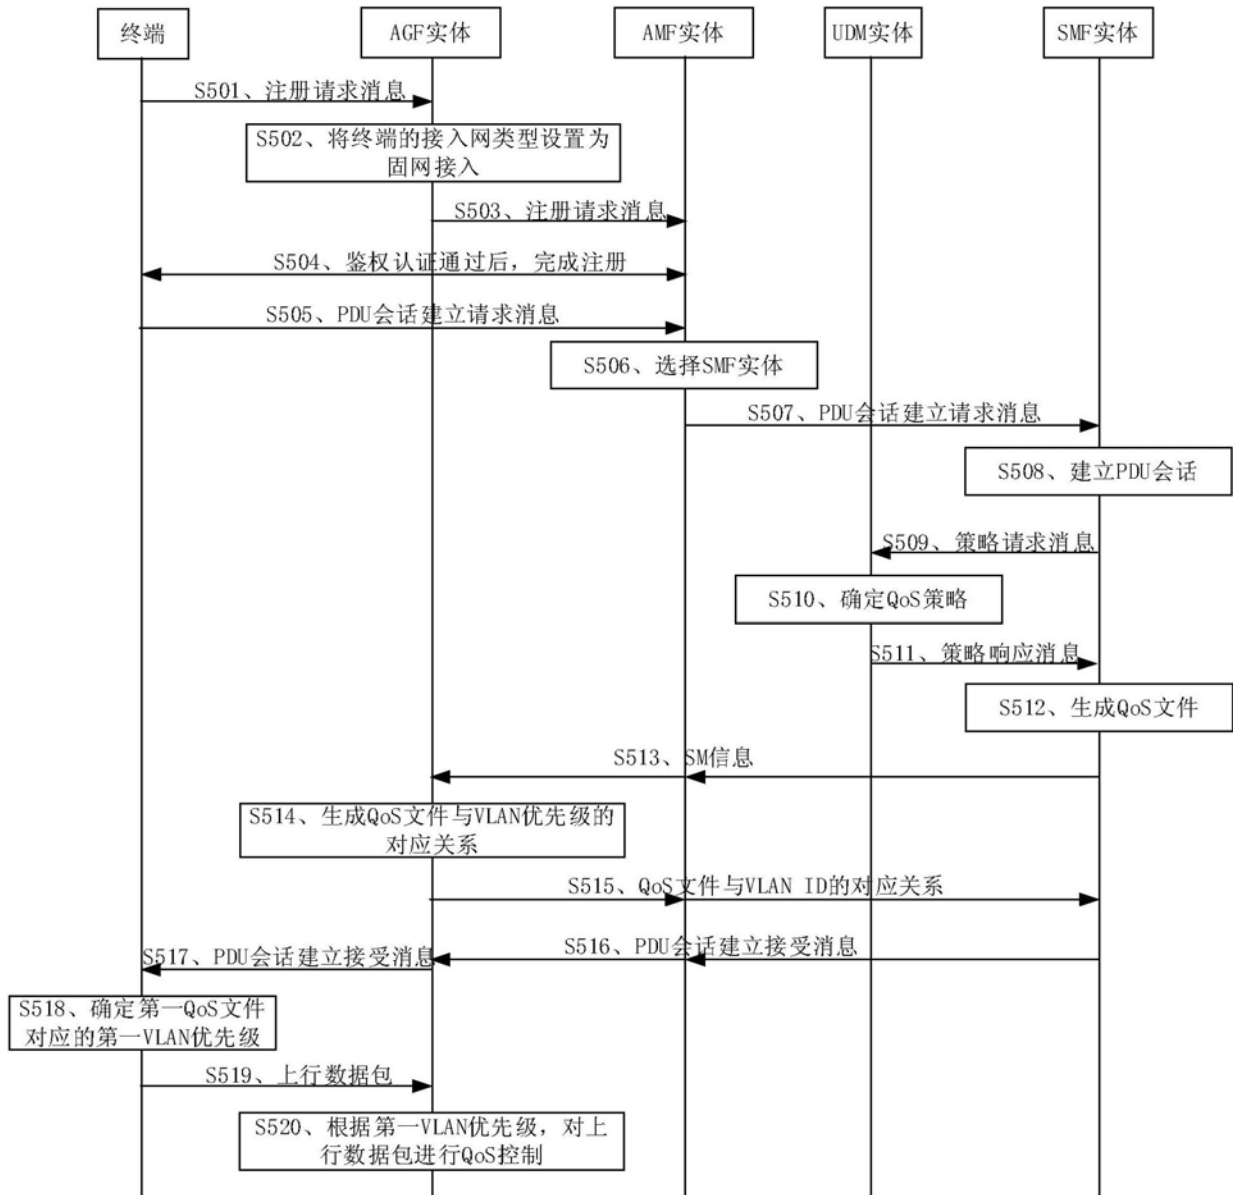 终端
AGF实体
AMF实体
UDM实体
SMF实体
S501、注册请求消息
S502、将终端的接入网类型设置为
固网接入
S503、注册请求消息
S504、鉴权认证通过后，完成注册
S505、PDU会话建立请求消息
S506、选择SMF实体
S507、PDU会话建立请求消息
S508、建立PDU会话
S509、策略请求消息
S510、确定QoS策略
S511、策略响应消息
S512、生成QoS文件
S513、SM信息
S514、生成QoS文件与VLAN优先级的
对应关系
S515、QoS文件与VLAN ID的对应关系
S516、PDU会话建立接受消息
S517、PDU会话建立接受消息
S518、确定第一QoS文件
对应的第一VLAN优先级
S519、上行数据包
S520、根据第一VLAN优先级，对上
行数据包进行QoS控制